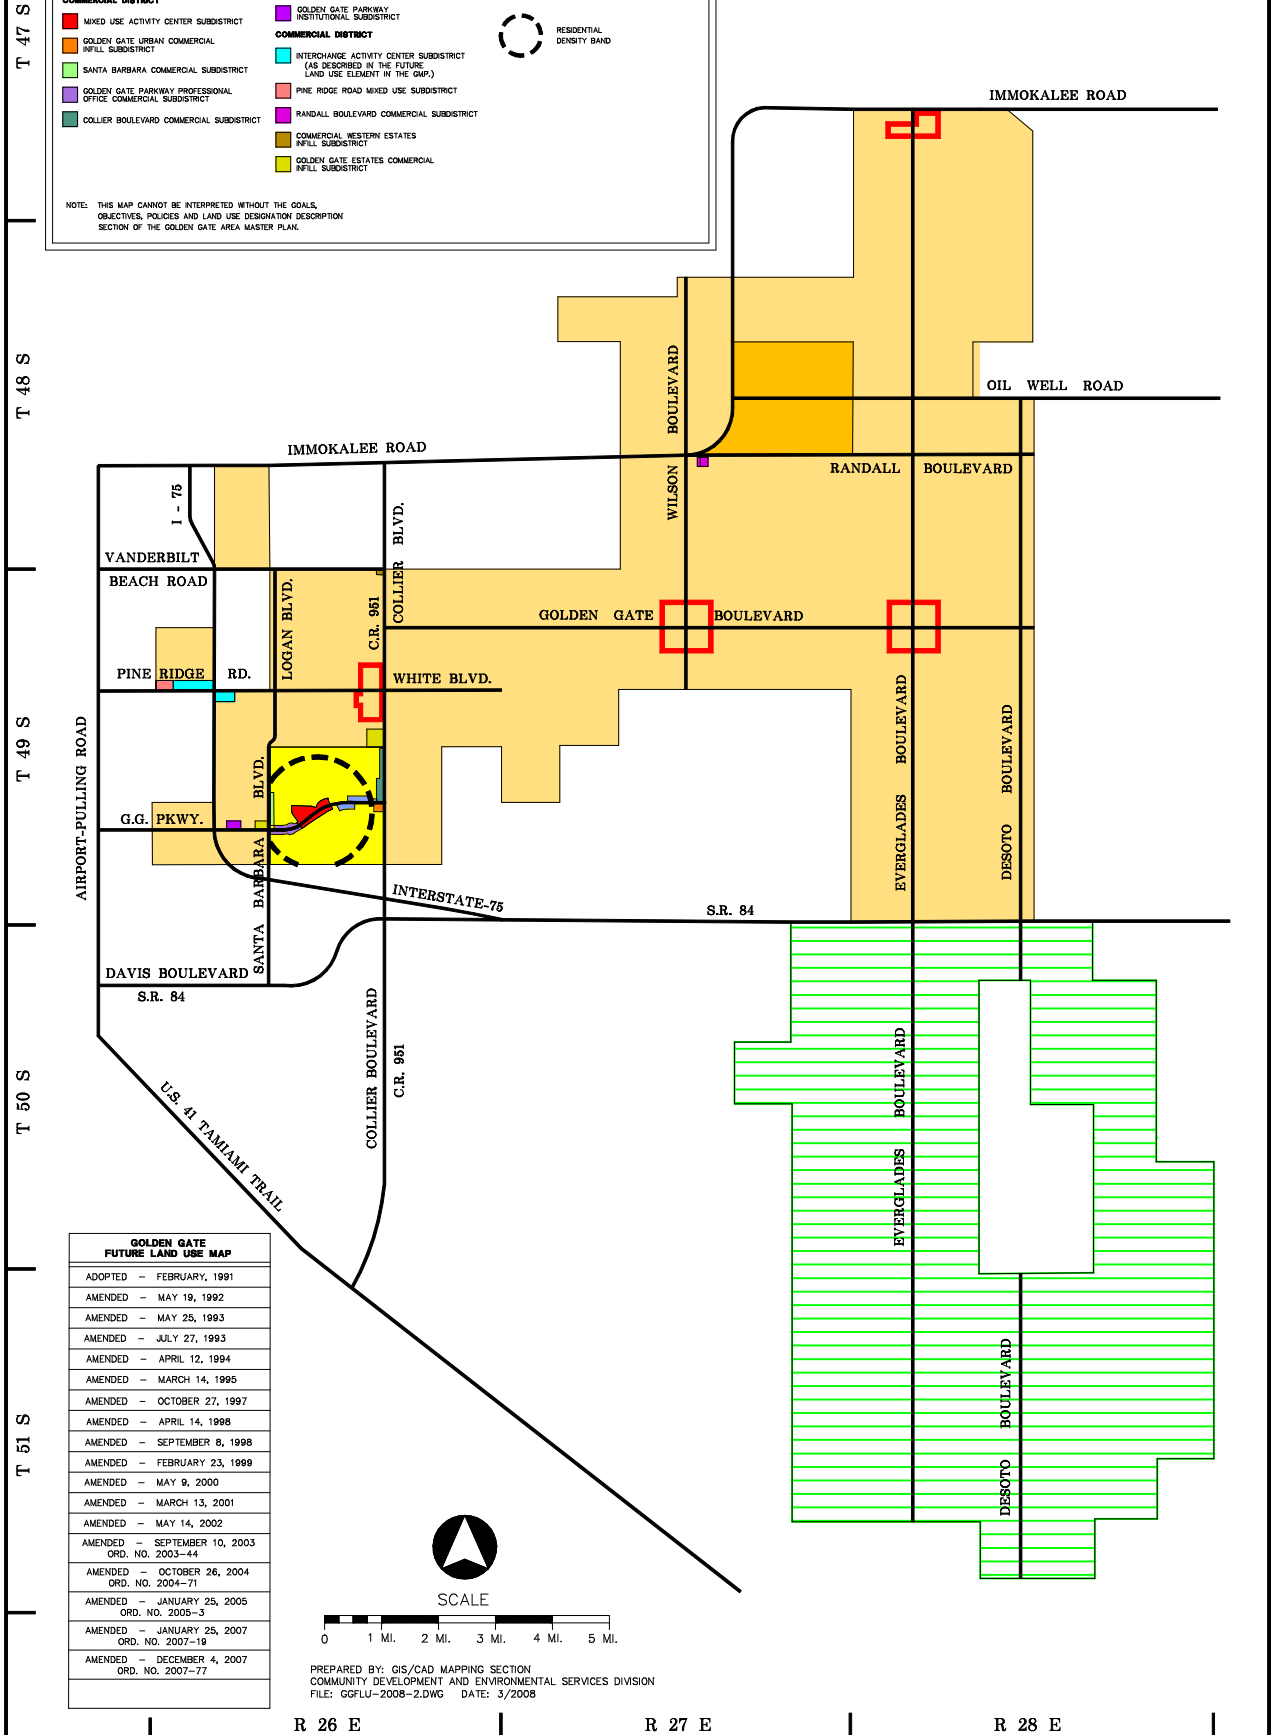 COMMERCIAL DISTRICT
MIXED USE ACTIVITY CENTER SUBDISTRICT
GOLDEN GATE URBAN COMMERCIAL
INFILL SUBDISTRICT
SANTA BARBARA COMMERCIAL SUBDISTRICT
GOLDEN GATE PARKWAY PROFESSIONAL
OFFICE COMMERCIAL SUBDISTRICT
COLLIER BOULEVARD COMMERCIAL SUBDISTRICT
GOLDEN GATE PARKWAY
INSTITUTIONAL SUBDISTRICT
COMMERCIAL DISTRICT
INTERCHANGE ACTIVITY CENTER SUBDISTRICT
(AS DESCRIBED IN THE FUTURE
LAND USE ELEMENT IN THE GMP.)
PINE RIDGE ROAD MIXED USE SUBDISTRICT
RANDALL BOULEVARD COMMERCIAL SUBDISTRICT
COMMERCIAL WESTERN ESTATES
INFILL SUBDISTRICT
GOLDEN GATE ESTATES COMMERCIAL
INFILL SUBDISTRICT
RESIDENTIAL
DENSITY BAND
NOTE: THIS MAP CANNOT BE INTERPRETED WITHOUT THE GOALS,
OBJECTIVES, POLICIES AND LAND USE DESIGNATION DESCRIPTION
SECTION OF THE GOLDEN GATE AREA MASTER PLAN.
T 47 S
T 48 S
T 49 S
T 50 S
T 51 S
IMMOKALEE ROAD
OIL WELL ROAD
WILSON BOULEVARD
RANDALL BOULEVARD
IMMOKALEE ROAD
I - 75
VANDERBILT
BEACH ROAD
LOGAN BLVD.
C.R. 951
COLLIER BLVD.
GOLDEN GATE BOULEVARD
PINE RIDGE RD.
WHITE BLVD.
AIRPORT-PULLING ROAD
G.G. PKWY.
SANTA BARBARA BLVD.
EVERGLADES BOULEVARD
DESOTO BOULEVARD
INTERSTATE-75
S.R. 84
DAVIS BOULEVARD
S.R. 84
COLLIER BOULEVARD
C.R. 951
U.S. 41 TAMIAMI TRAIL
EVERGLADES BOULEVARD
DESOTO BOULEVARD
GOLDEN GATE
FUTURE LAND USE MAP
ADOPTED - FEBRUARY, 1991
AMENDED - MAY 19, 1992
AMENDED - MAY 25, 1993
AMENDED - JULY 27, 1993
AMENDED - APRIL 12, 1994
AMENDED - MARCH 14, 1995
AMENDED - OCTOBER 27, 1997
AMENDED - APRIL 14, 1998
AMENDED - SEPTEMBER 8, 1998
AMENDED - FEBRUARY 23, 1999
AMENDED - MAY 9, 2000
AMENDED - MARCH 13, 2001
AMENDED - MAY 14, 2002
AMENDED - SEPTEMBER 10, 2003
ORD. NO. 2003-44
AMENDED - OCTOBER 26, 2004
ORD. NO. 2004-71
AMENDED - JANUARY 25, 2005
ORD. NO. 2005-3
AMENDED - JANUARY 25, 2007
ORD. NO. 2007-19
AMENDED - DECEMBER 4, 2007
ORD. NO. 2007-77
SCALE
0 1 MI. 2 MI. 3 MI. 4 MI. 5 MI.
PREPARED BY: GIS/CAD MAPPING SECTION
COMMUNITY DEVELOPMENT AND ENVIRONMENTAL SERVICES DIVISION
FILE: GGFLU-2008-2.DWG DATE: 3/2008
R 26 E R 27 E R 28 E